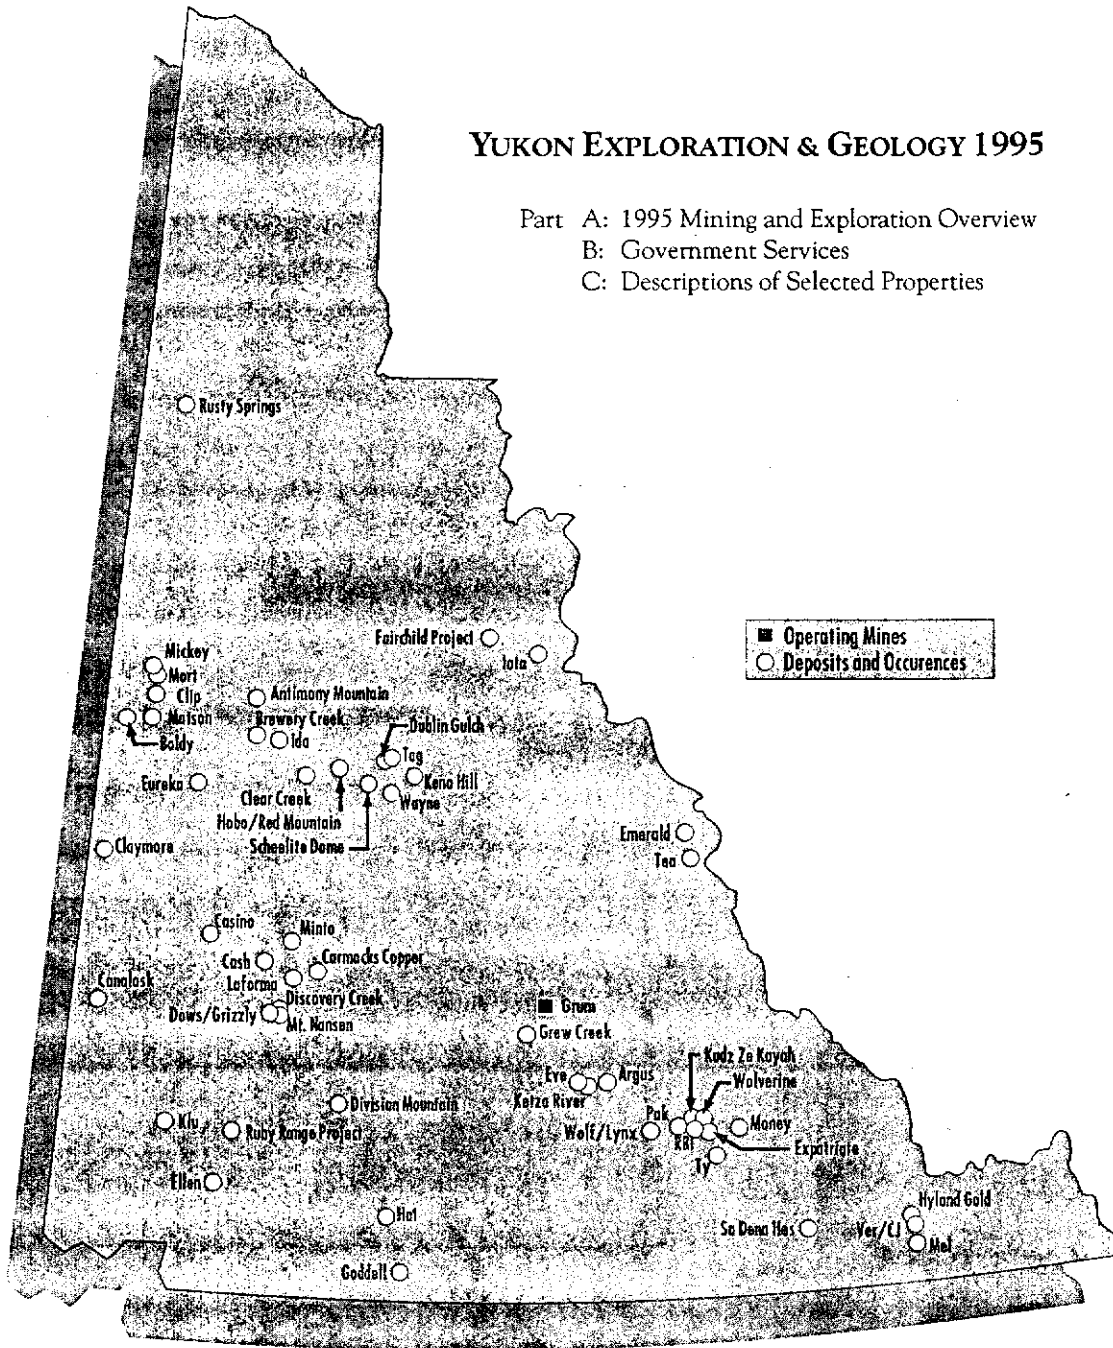 YUKON EXPLORATION & GEOLOGY 1995
Part A: 1995 Mining and Exploration Overview
B: Government Services
C: Descriptions of Selected Properties
Rusty Springs
Fairchild Project
Iota
Operating Mines
Deposits and Occurences
Mickey
Mort
Clip
Matson
Baldy
Antimony Mountain
Brewery Creek
Ida
Dublin Gulch
Tag
Keno Hill
Wayne
Eureka
Clear Creek
Hobo/Red Mountain
Scheelite Dome
Claymore
Emerald
Tea
Casino
Minto
Cash
Carmacks Copper
Laforma
Canalask
Discovery Creek
Dows/Grizzly
Mt. Nansen
Grum
Grew Creek
Kudz Ze Kayah
Wolverine
Eve
Argus
Ketza River
Division Mountain
Pak
Money
Klu
Ruby Range Project
Wolf/Lynx
RBI
Expatriate
Ty
Ellen
Hyland Gold
Hat
Sa Dena Hes
Ver/CJ
Mel
Goddell